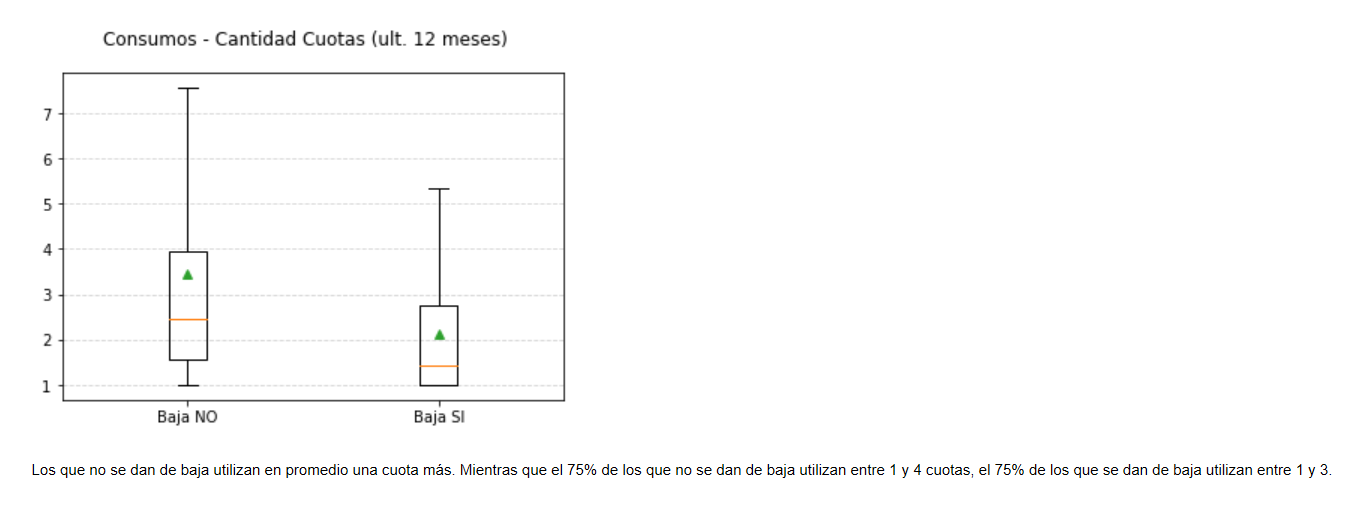 Consumos - Cantidad Cuotas (ult. 12 meses)
7
6
5
4
3
2
1
Baja NO
Baja SI
Los que no se dan de baja utilizan en promedio una cuota más. Mientras que el 75% de los que no se dan de baja utilizan entre 1 y 4 cuotas, el 75% de los que se dan de baja utilizan entre 1 y 3.